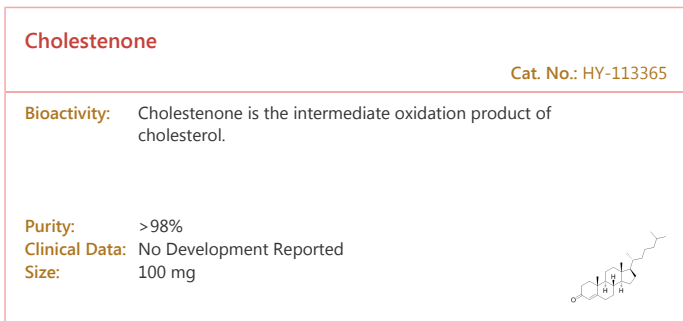 Cholestenone
Cat. No.: HY-113365
Bioactivity: Cholestenone is the intermediate oxidation product of
cholesterol.
Purity: >98%
Clinical Data: No Development Reported
Size: 100 mg
H
H H
O